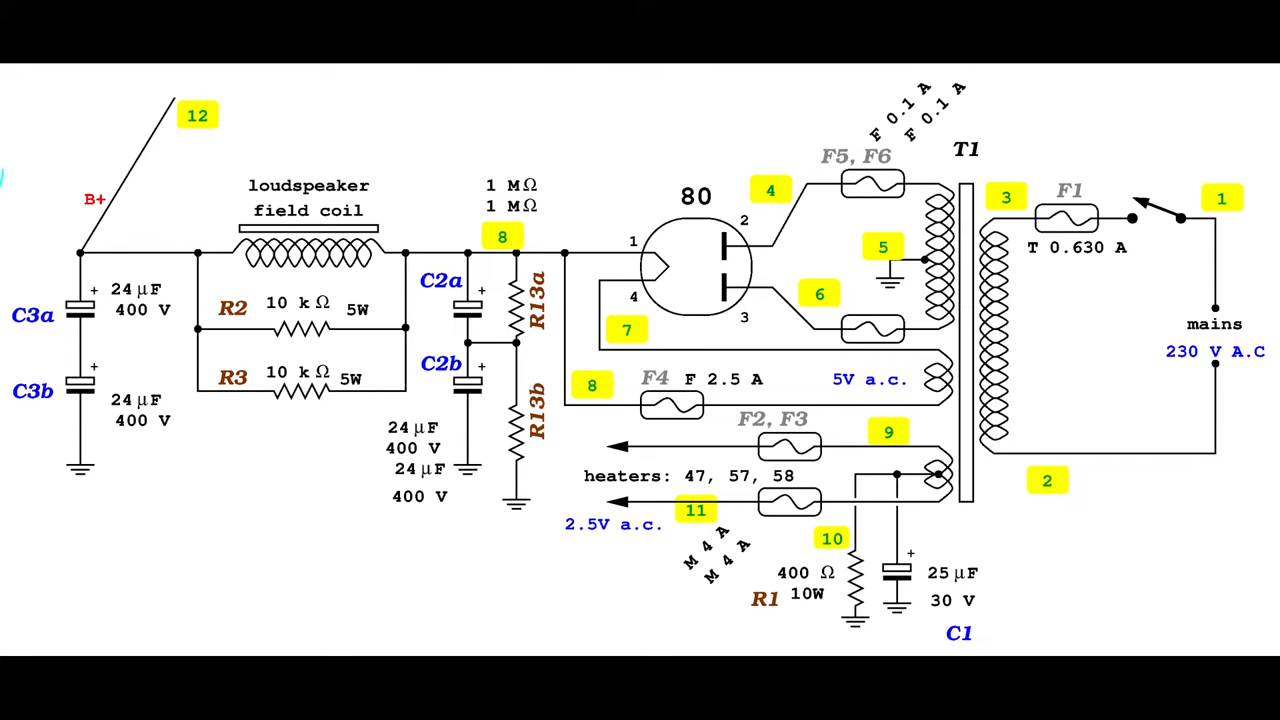 12
B+
loudspeaker
field coil
1 MΩ
1 MΩ
8
80
4
F 0.1 A
F 0.1 A
F5, F6
T1
3
F1
1
T 0.630 A
5
2
1
4
3
6
7
C3a
+
24 μF
400 V
R2
10 kΩ
5W
C2a
+
R13a
mains
230 V A.C
C3b
+
24 μF
400 V
R3
10 kΩ
5W
C2b
+
R13b
8
F4
F 2.5 A
5V a.c.
24 μF
400 V
24 μF
400 V
F2, F3
9
heaters: 47, 57, 58
2
2.5V a.c.
11
M 4 A
M 4 A
10
400 Ω
10W
R1
+
25 μF
30 V
C1